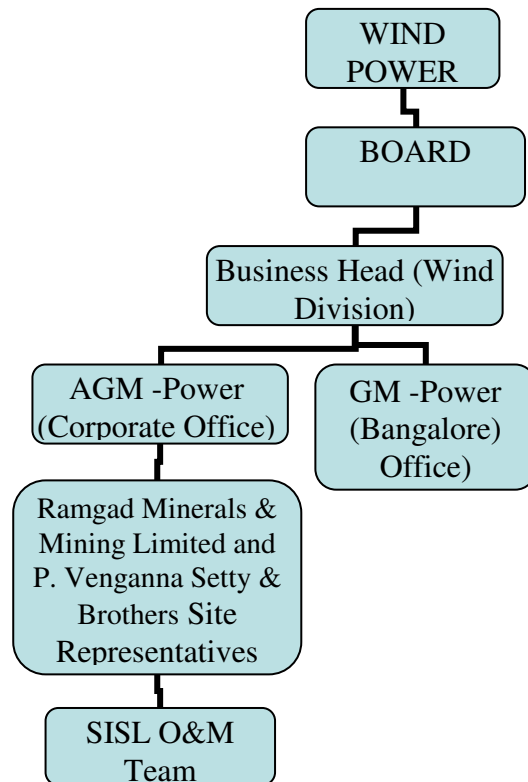 WIND
POWER
BOARD
Business Head (Wind
Division)
AGM -Power
(Corporate Office)
GM -Power
(Bangalore)
Office)
Ramgad Minerals &
Mining Limited and
P. Venganna Setty &
Brothers Site
Representatives
SISL O&M
Team